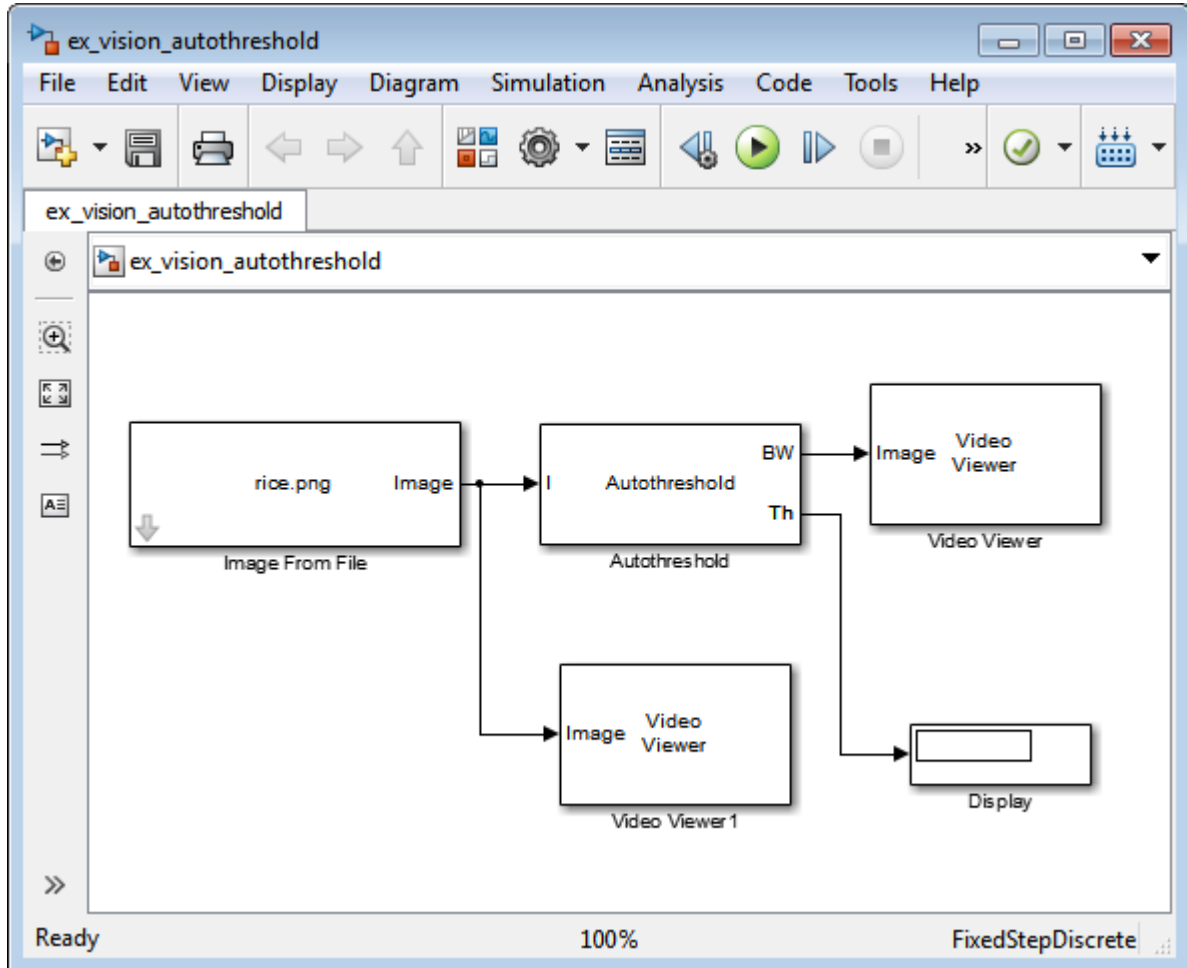 ex_vision_autothreshold
File Edit View Display Diagram Simulation Analysis Code Tools Help
»
ex_vision_autothreshold
ex_vision_autothreshold
A
rice.png Image
Image From File
I Autothreshold BW
Th
Autothreshold
Image Video
Viewer
Video Viewer
Image Video
Viewer
Video Viewer1
Display
»
Ready 100% FixedStepDiscrete